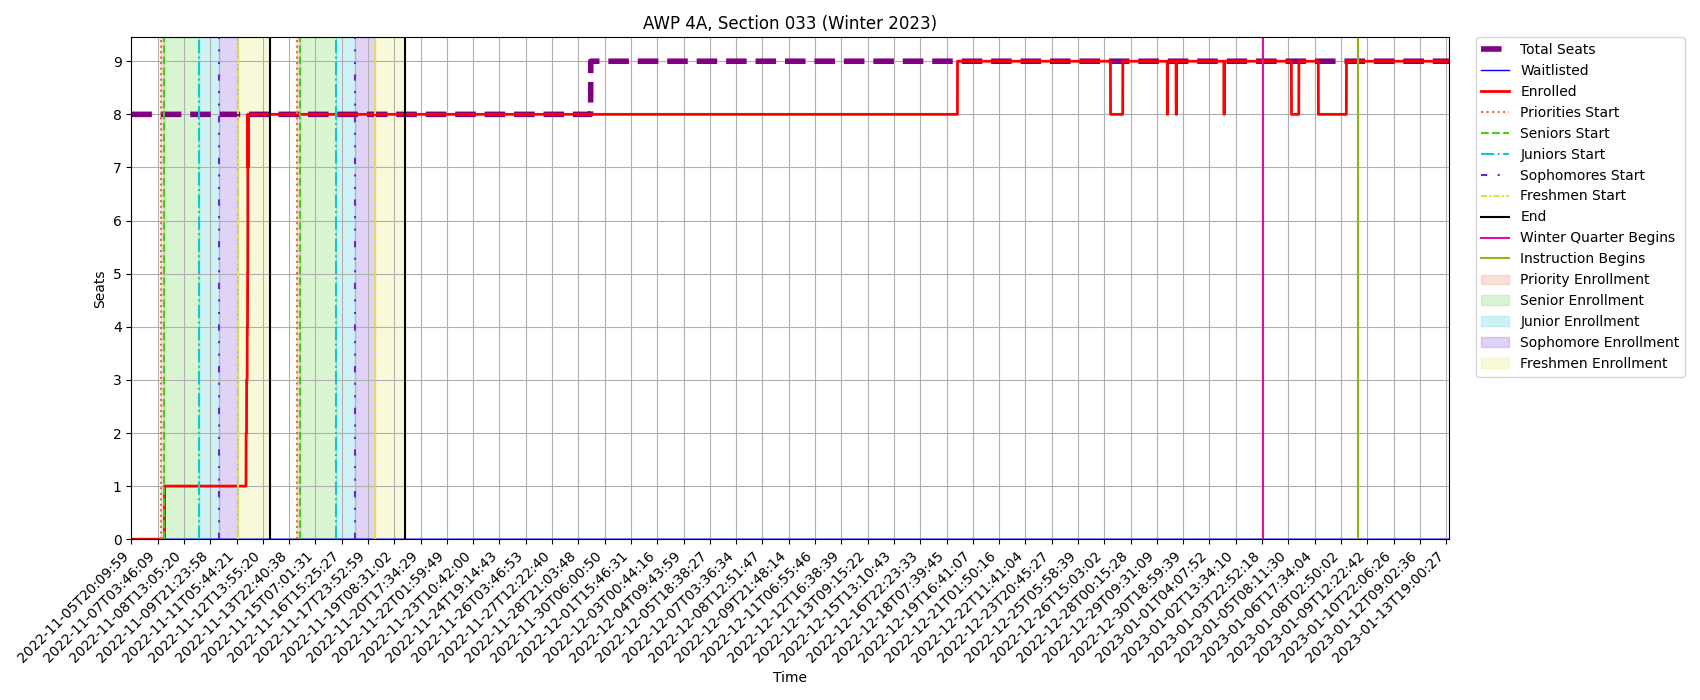 AWP 4A, Section 033 (Winter 2023)
Seats
9
8
7
6
5
4
3
2
1
0
2022-11-05T20:09:59
2022-11-07T03:46:09
2022-11-08T13:05:20
2022-11-09T21:23:58
2022-11-11T05:44:21
2022-11-12T13:55:20
2022-11-13T22:40:38
2022-11-15T07:01:31
2022-11-16T15:25:27
2022-11-17T23:52:59
2022-11-19T08:31:02
2022-11-20T17:34:29
2022-11-22T01:59:49
2022-11-23T10:42:00
2022-11-24T19:14:43
2022-11-26T03:46:53
2022-11-27T12:22:40
2022-11-28T21:03:48
2022-11-30T06:00:50
2022-12-01T15:46:31
2022-12-03T00:44:16
2022-12-04T09:43:59
2022-12-05T18:38:27
2022-12-07T03:36:34
2022-12-08T12:51:47
2022-12-09T21:48:14
2022-12-11T06:55:46
2022-12-12T16:38:39
2022-12-13T09:15:22
2022-12-15T13:10:43
2022-12-16T22:23:33
2022-12-18T07:39:45
2022-12-19T16:41:07
2022-12-21T01:50:16
2022-12-22T11:41:04
2022-12-23T20:45:27
2022-12-25T05:58:39
2022-12-26T15:03:02
2022-12-28T00:15:28
2022-12-29T09:31:09
2022-12-30T18:59:39
2023-01-01T04:07:52
2023-01-02T13:34:10
2023-01-03T22:52:18
2023-01-05T08:11:30
2023-01-06T17:34:04
2023-01-08T02:50:02
2023-01-09T12:22:42
2023-01-10T22:06:26
2023-01-12T09:02:36
2023-01-13T19:00:27
Time
Total Seats
Waitlisted
Enrolled
Priorities Start
Seniors Start
Juniors Start
Sophomores Start
Freshmen Start
End
Winter Quarter Begins
Instruction Begins
Priority Enrollment
Senior Enrollment
Junior Enrollment
Sophomore Enrollment
Freshmen Enrollment